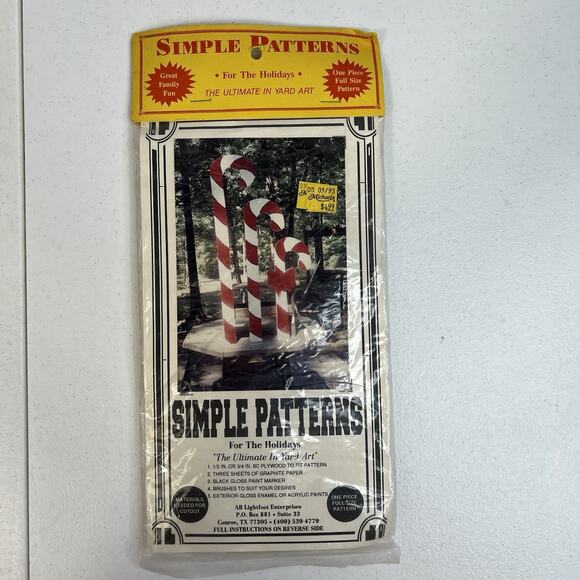 SIMPLE PATTERNS
• For The Holidays •
THE ULTIMATE IN YARD ART
Great
Family
Fun
One Piece
Full Size
Pattern
09/93
Michaels
$4.99
SIMPLE PATTERNS
For The Holidays
"The Ultimate In Yard Art"
1. 1/2 IN. OR 3/4 IN. BC PLYWOOD TO FIT PATTERN
2. THREE SHEETS OF GRAPHITE PAPER
3. BLACK GLOSS PAINT MARKER
4. BRUSHES TO SUIT YOUR DESIRES
5. EXTERIOR GLOSS ENAMEL OR ACRYLIC PAINTS
MATERIALS
NEEDED FOR
CUTOUT
ONE PIECE
FULL SIZE
PATTERN
AB Lightfoot Enterprises
P.O. Box 881 • Suite 33
Conroe, TX 77305 • (409) 539-4779
FULL INSTRUCTIONS ON REVERSE SIDE